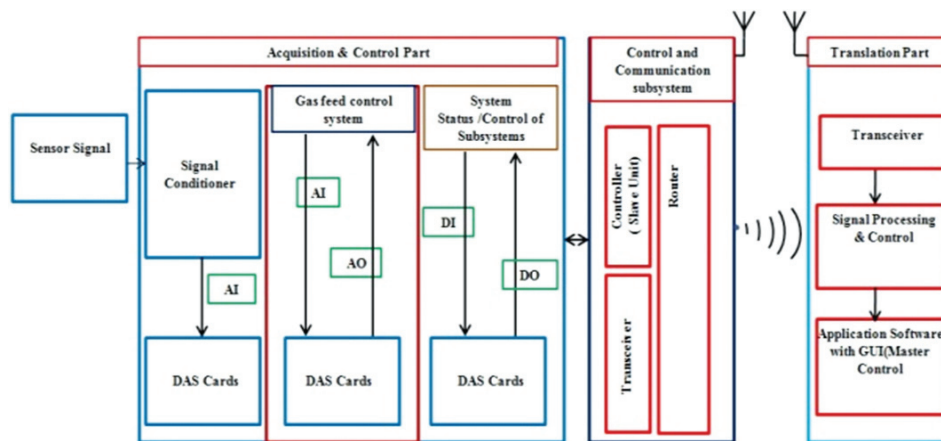 Acquisition & Control Part
Control and
Communication
subsystem
Translation Part
Sensor Signal
Signal
Conditioner
Gas feed control
system
System
Status /Control of
Subsystems
AI
AO
DI
DO
AI
DAS Cards
DAS Cards
DAS Cards
Controller
( Slave Unit)
Router
Transceiver
Transceiver
Signal Processing
& Control
Application Software
with GUI(Master
Control